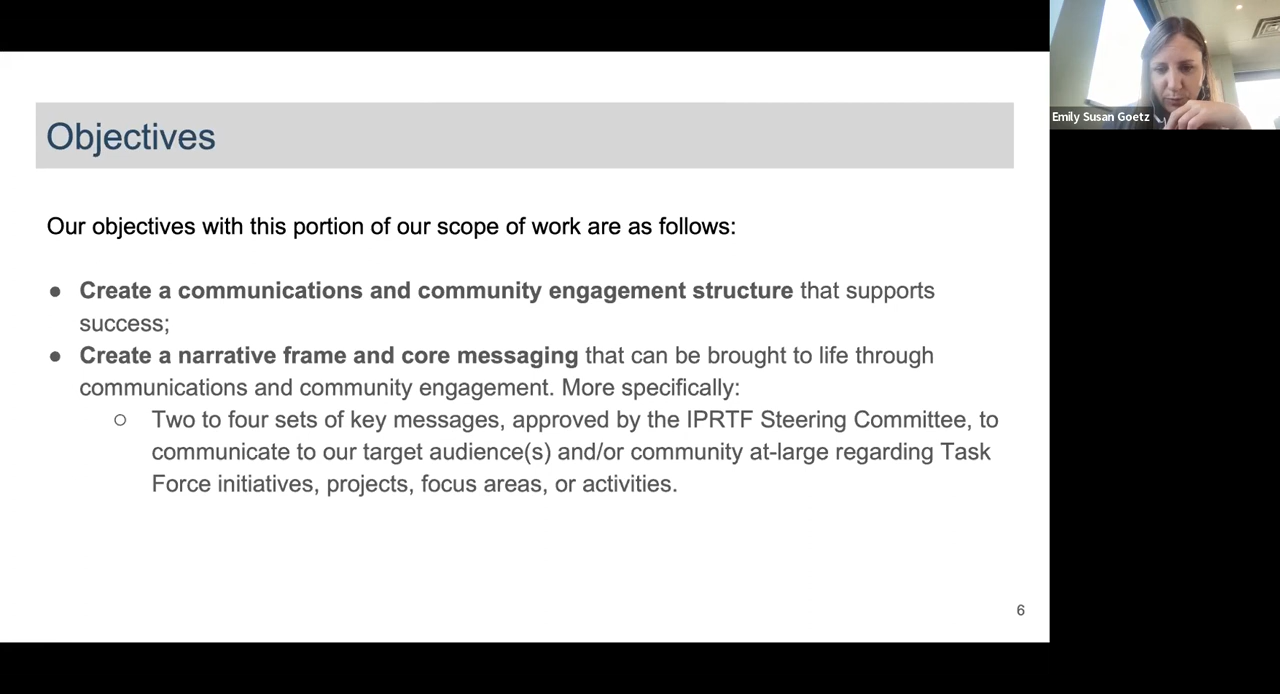 Objectives
Our objectives with this portion of our scope of work are as follows:
● Create a communications and community engagement structure that supports
success;
● Create a narrative frame and core messaging that can be brought to life through
communications and community engagement. More specifically:
○ Two to four sets of key messages, approved by the IPRTF Steering Committee, to
communicate to our target audience(s) and/or community at-large regarding Task
Force initiatives, projects, focus areas, or activities.
6
Emily Susan Goetz